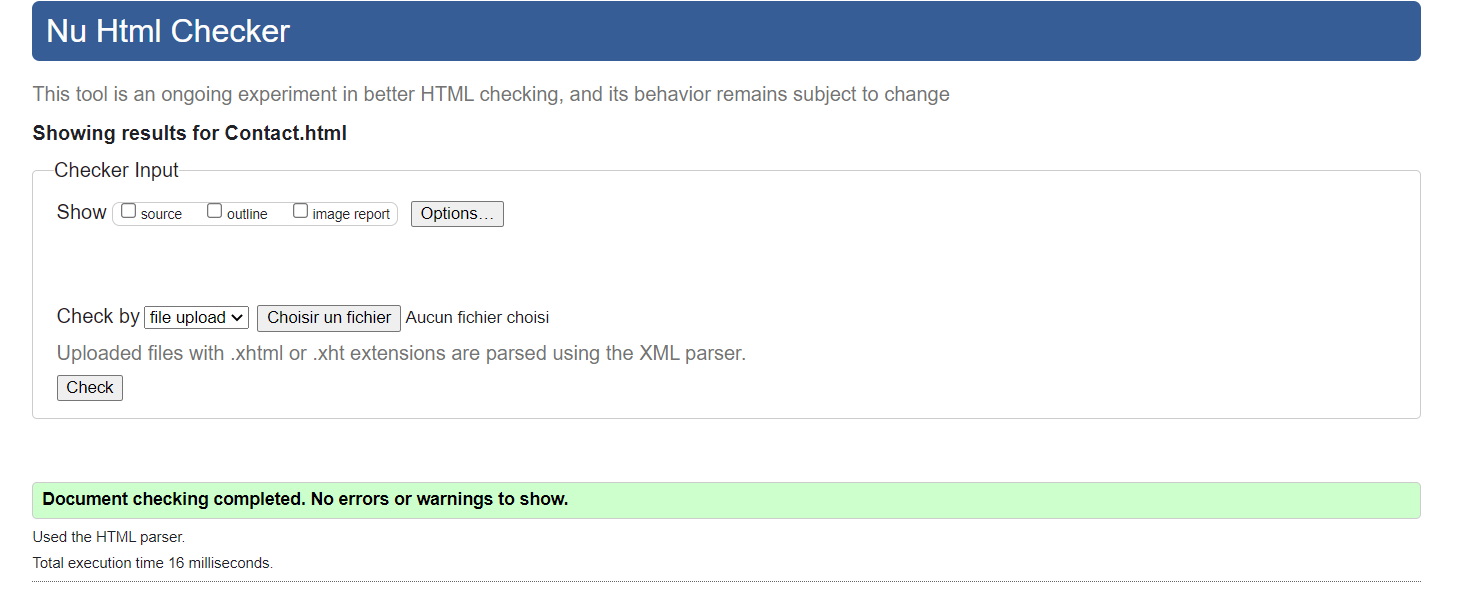 Nu Html Checker
This tool is an ongoing experiment in better HTML checking, and its behavior remains subject to change
Showing results for Contact.html
Checker Input
Show source outline image report Options…
Check by file upload Choisir un fichier Aucun fichier choisi
Uploaded files with .xhtml or .xht extensions are parsed using the XML parser.
Check
Document checking completed. No errors or warnings to show.
Used the HTML parser.
Total execution time 16 milliseconds.